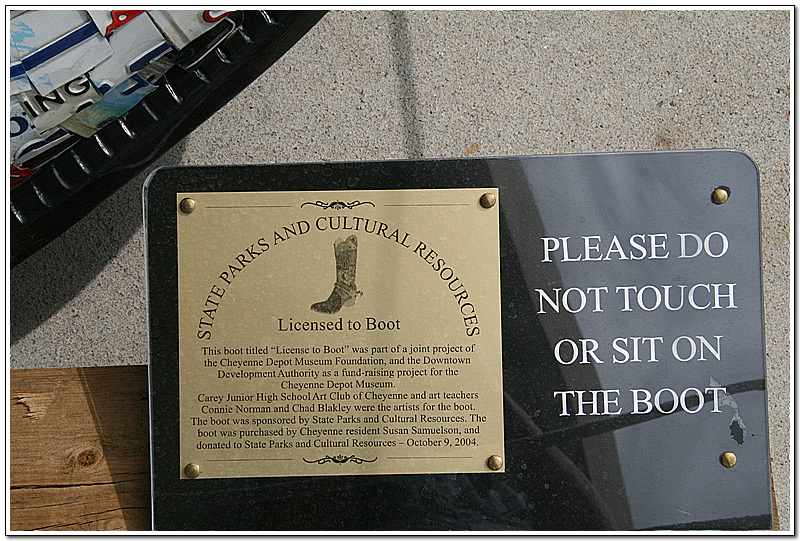 ING
STATE PARKS AND CULTURAL RESOURCES
Licensed to Boot
This boot titled “License to Boot” was part of a joint project of
the Cheyenne Depot Museum Foundation, and the Downtown
Development Authority as a fund-raising project for the
Cheyenne Depot Museum.
Carey Junior High School Art Club of Cheyenne and art teachers
Connie Norman and Chad Blakley were the artists for the boot.
The boot was sponsored by State Parks and Cultural Resources. The
boot was purchased by Cheyenne resident Susan Samuelson, and
donated to State Parks and Cultural Resources – October 9, 2004.
PLEASE DO
NOT TOUCH
OR SIT ON
THE BOOT